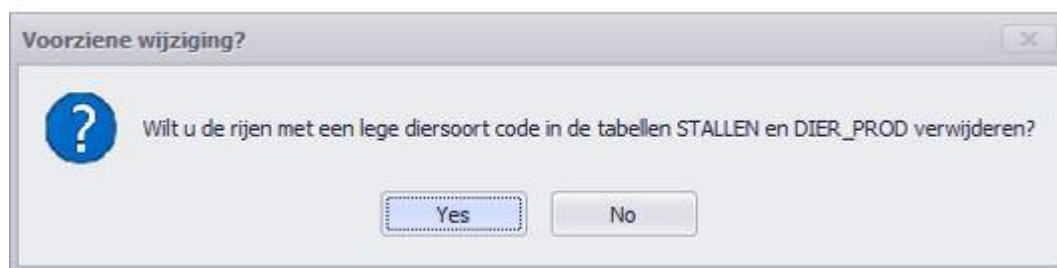 Voorziene wijziging?
Wilt u de rijen met een lege diersoort code in de tabellen STALLEN en DIER_PROD verwijderen?
Yes No